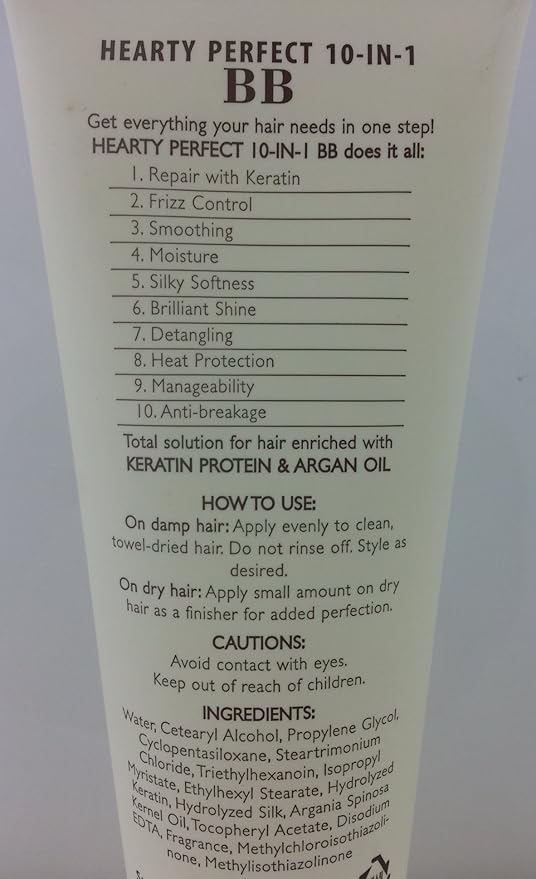 HEARTY PERFECT 10-IN-1
BB
Get everything your hair needs in one step!
HEARTY PERFECT 10-IN-1 BB does it all:
1. Repair with Keratin
2. Frizz Control
3. Smoothing
4. Moisture
5. Silky Softness
6. Brilliant Shine
7. Detangling
8. Heat Protection
9. Manageability
10. Anti-breakage
Total solution for hair enriched with
KERATIN PROTEIN & ARGAN OIL
HOW TO USE:
On damp hair: Apply evenly to clean,
towel-dried hair. Do not rinse off. Style as
desired.
On dry hair: Apply small amount on dry
hair as a finisher for added perfection.
CAUTIONS:
Avoid contact with eyes.
Keep out of reach of children.
INGREDIENTS:
Water, Cetearyl Alcohol, Propylene Glycol,
Cyclopentasiloxane, Steartrimonium
Chloride, Triethylhexanoin, Isopropyl
Myristate, Ethylhexyl Stearate, Hydrolyzed
Keratin, Hydrolyzed Silk, Argania Spinosa
Kernel Oil, Tocopheryl Acetate, Disodium
EDTA, Fragrance, Methylchloroisothiazoli-
none, Methylisothiazolinone